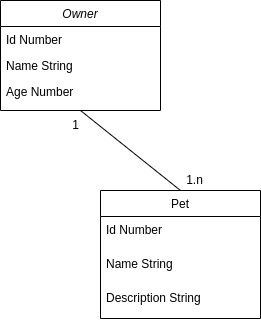 Owner
Id Number
Name String
Age Number
1
1.n
Pet
Id Number
Name String
Description String